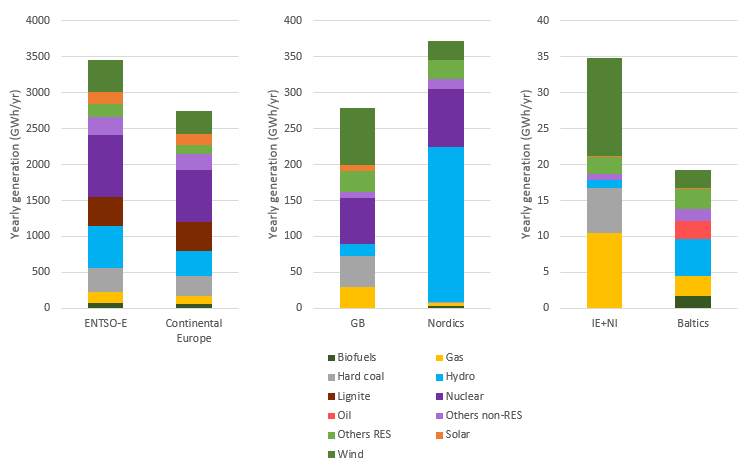 4000
3500
3000
2500
2000
1500
1000
500
0
Yearly generation (GWh/yr)
ENTSO-E
Continental
Europe
400
350
300
250
200
150
100
50
0
Yearly generation (GWh/yr)
GB
Nordics
40
35
30
25
20
15
10
5
0
Yearly generation (GWh/yr)
IE+NI
Baltics
Biofuels
Gas
Hard coal
Hydro
Lignite
Nuclear
Oil
Others non-RES
Others RES
Solar
Wind